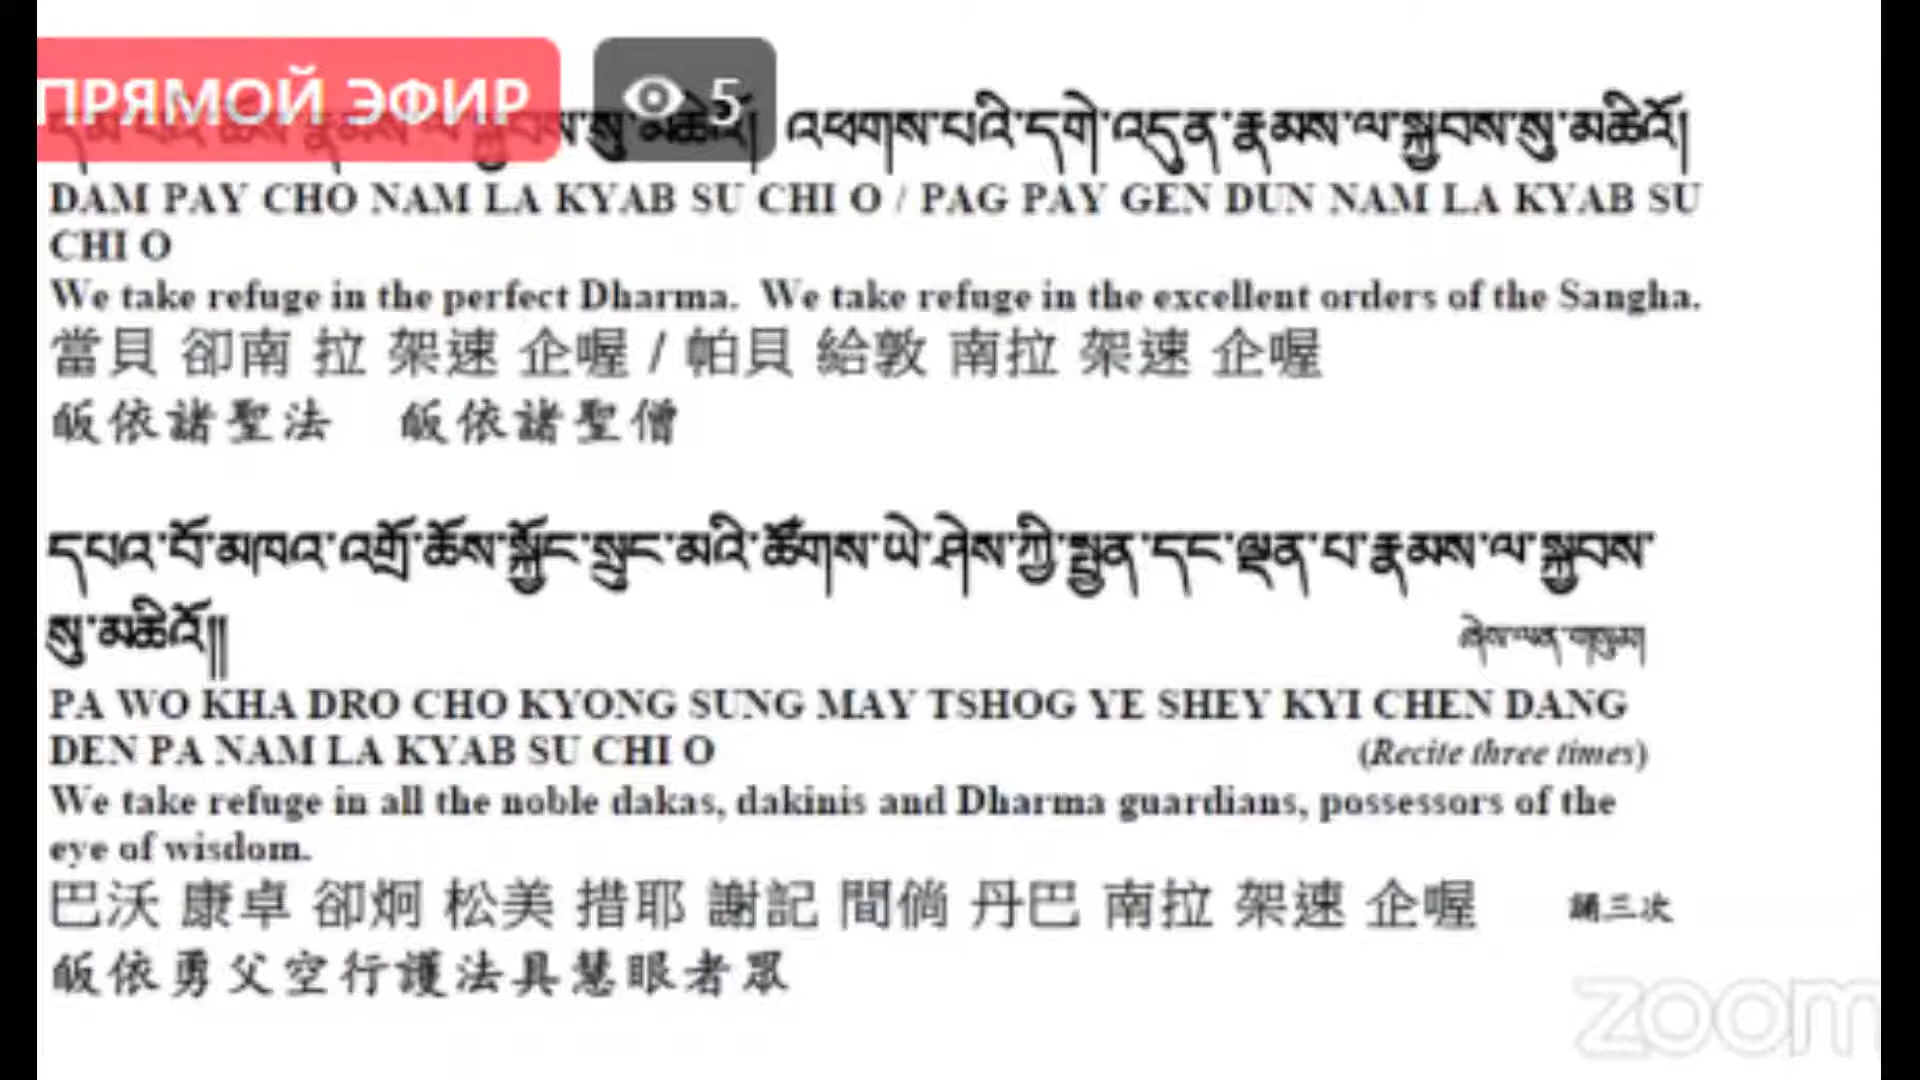 ПРЯМОЙ ЭФИР 5
དམ་པའི་ཆོས་རྣམས་ལ་སྐྱབས་སུ་མཆིའོ། འཕགས་པའི་དགེ་འདུན་རྣམས་ལ་སྐྱབས་སུ་མཆིའོ།
DAM PAY CHO NAM LA KYAB SU CHI O / PAG PAY GEN DUN NAM LA KYAB SU
CHI O
We take refuge in the perfect Dharma. We take refuge in the excellent orders of the Sangha.
當貝 卻南 拉 架速 企喔 / 帕貝 給敦 南拉 架速 企喔
皈依諸聖法 皈依諸聖僧
དཔའ་བོ་མཁའ་འགྲོ་ཆོས་སྐྱོང་སྲུང་མའི་ཚོགས་ཡེ་ཤེས་ཀྱི་སྤྱན་དང་ལྡན་པ་རྣམས་ལ་སྐྱབས་
སུ་མཆིའོ༎ ཞེས་ལན་གསུམ།
PA WO KHA DRO CHO KYONG SUNG MAY TSHOG YE SHEY KYI CHEN DANG
DEN PA NAM LA KYAB SU CHI O (Recite three times)
We take refuge in all the noble dakas, dakinis and Dharma guardians, possessors of the
eye of wisdom.
巴沃 康卓 卻炯 松美 措耶 謝記 間倘 丹巴 南拉 架速 企喔 誦三次
皈依勇父空行護法具慧眼者眾
zoom